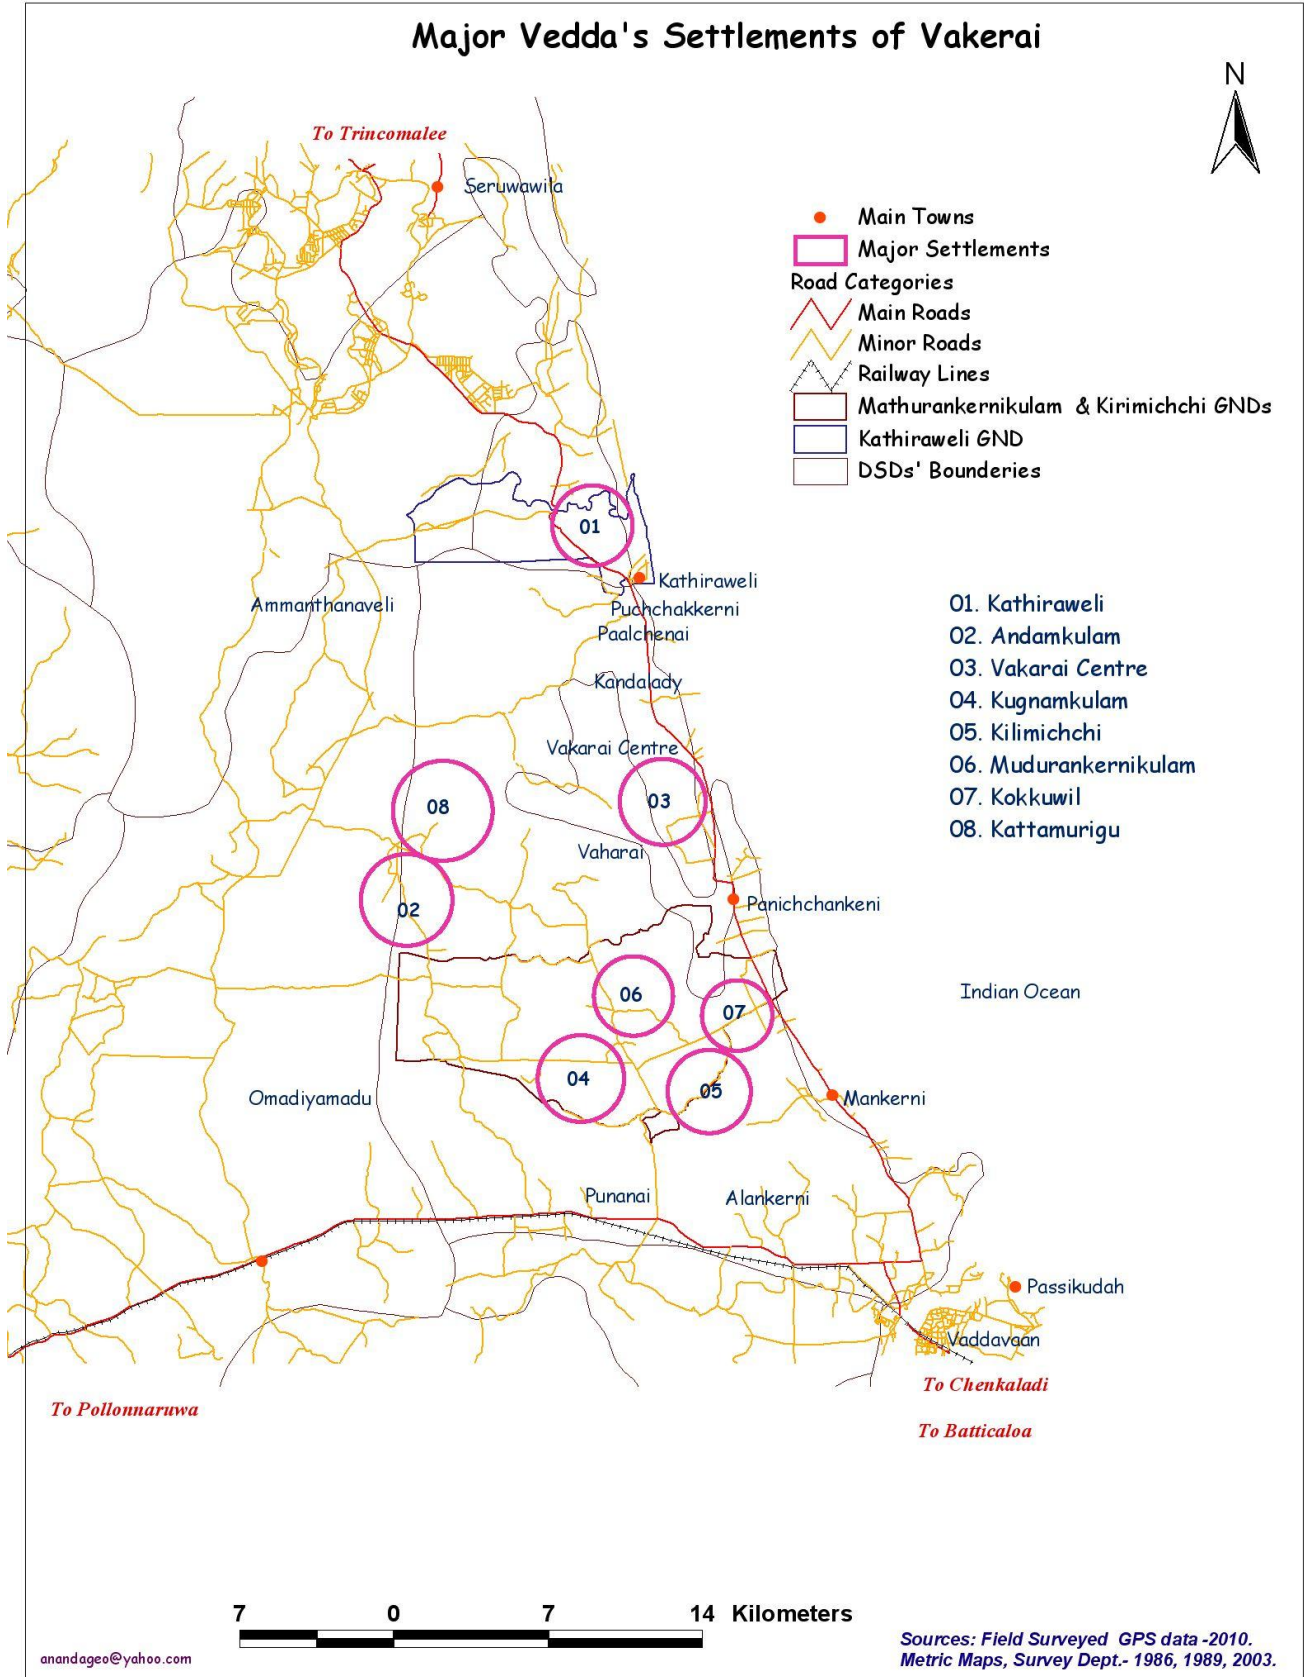 Major Vedda's Settlements of Vakerai
N
To Trincomalee
Seruwawila
Main Towns
Major Settlements
Road Categories
Main Roads
Minor Roads
Railway Lines
Mathurankernikulam & Kirimichchi GNDs
Kathiraweli GND
DSDs' Bounderies
01
Kathiraweli
Ammanthanaveli
Puchchakkerni
Paalchenai
Kandalady
Vakarai Centre
01. Kathiraweli
02. Andamkulam
03. Vakarai Centre
04. Kugnamkulam
05. Kilimichchi
06. Mudurankernikulam
07. Kokkuwil
08. Kattamurigu
08
03
Vaharai
02
Panichchankeni
06
07
Indian Ocean
04
05
Omadiyamadu
Mankerni
Punanai
Alankerni
Passikudah
Vaddavaan
To Chenkaladi
To Pollonnaruwa
To Batticaloa
7 0 7 14 Kilometers
anandageo@yahoo.com
Sources: Field Surveyed GPS data -2010.
Metric Maps, Survey Dept.- 1986, 1989, 2003.